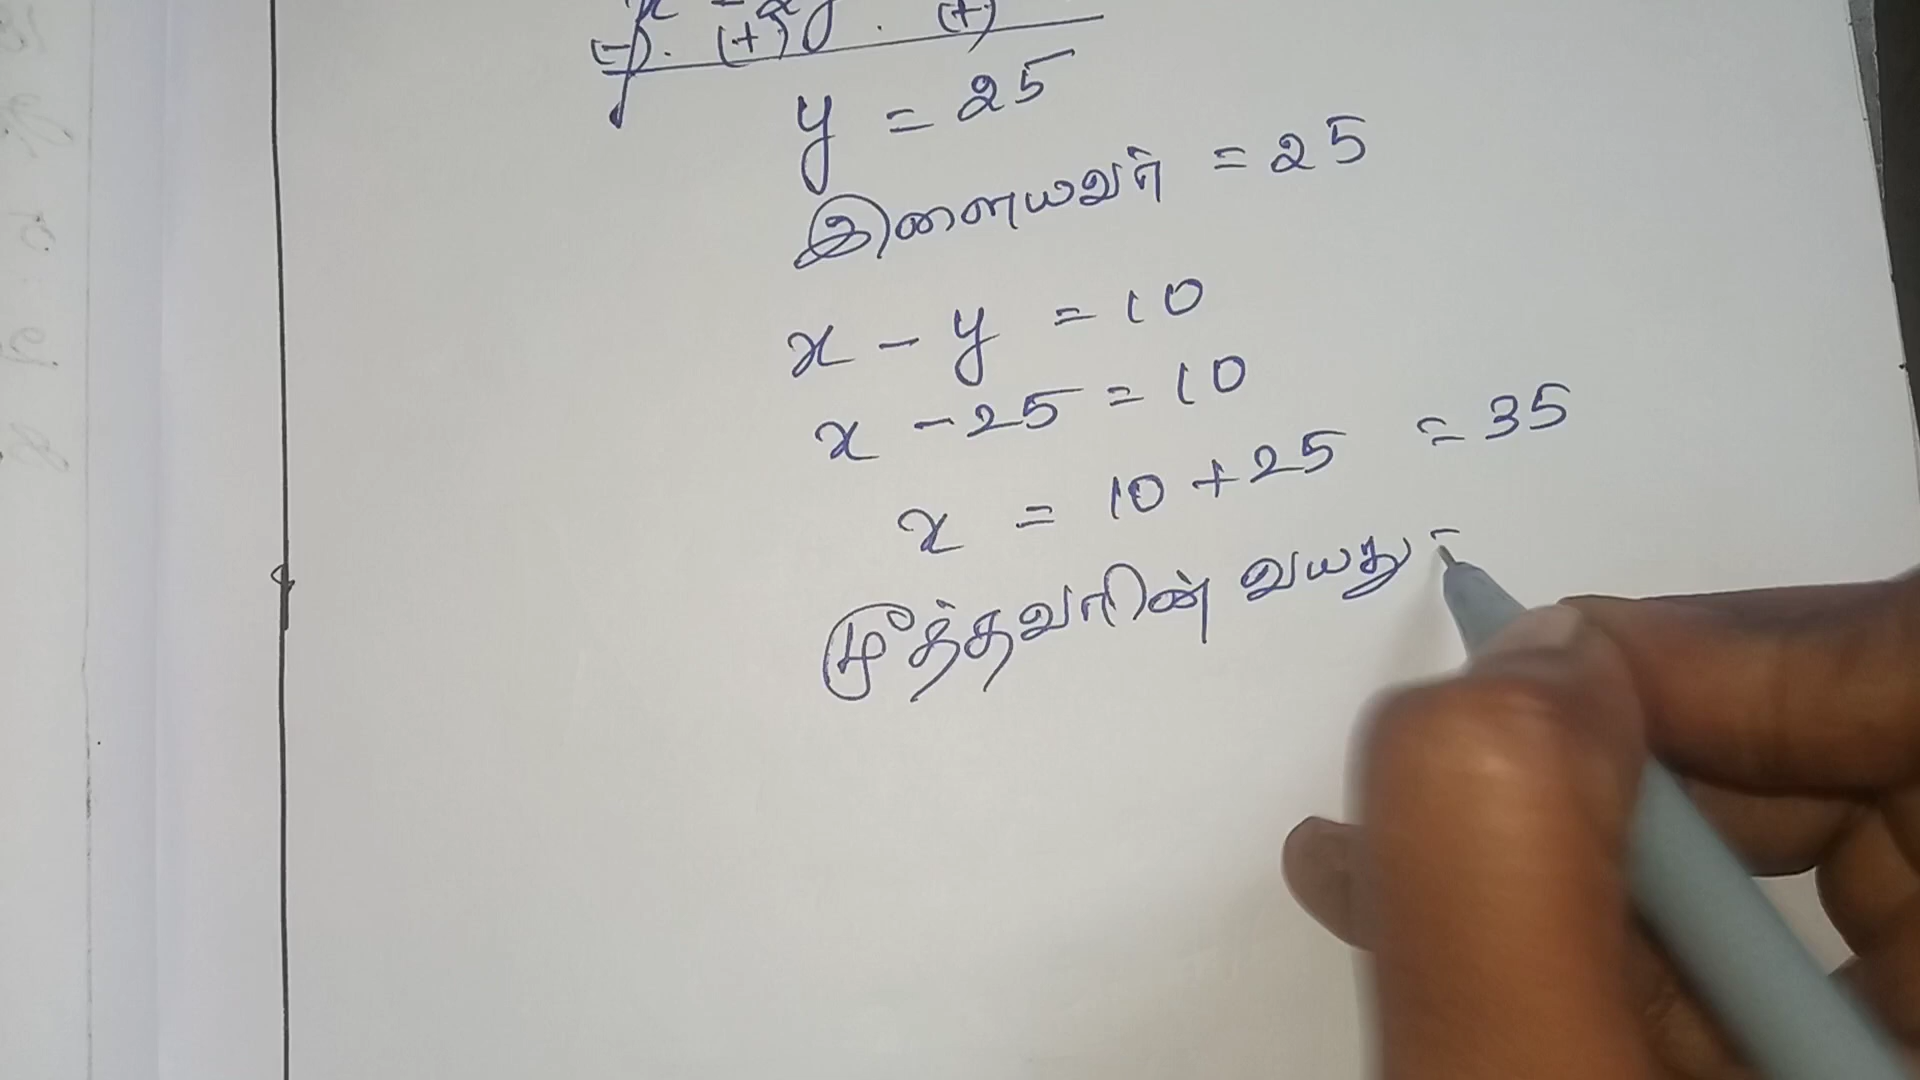 (-). (+) . (+)
y = 25
இளையவர் = 25
x - y = 10
x - 25 = 10
x = 10 + 25 = 35
மூத்தவரின் வயது =